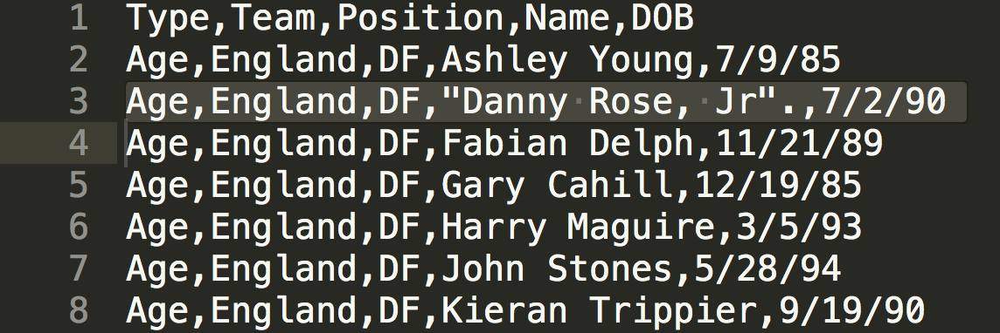 1 Type,Team,Position,Name,DOB
2 Age,England,DF,Ashley Young,7/9/85
3 Age,England,DF,"Danny Rose, Jr".,7/2/90
4 Age,England,DF,Fabian Delph,11/21/89
5 Age,England,DF,Gary Cahill,12/19/85
6 Age,England,DF,Harry Maguire,3/5/93
7 Age,England,DF,John Stones,5/28/94
8 Age,England,DF,Kieran Trippier,9/19/90